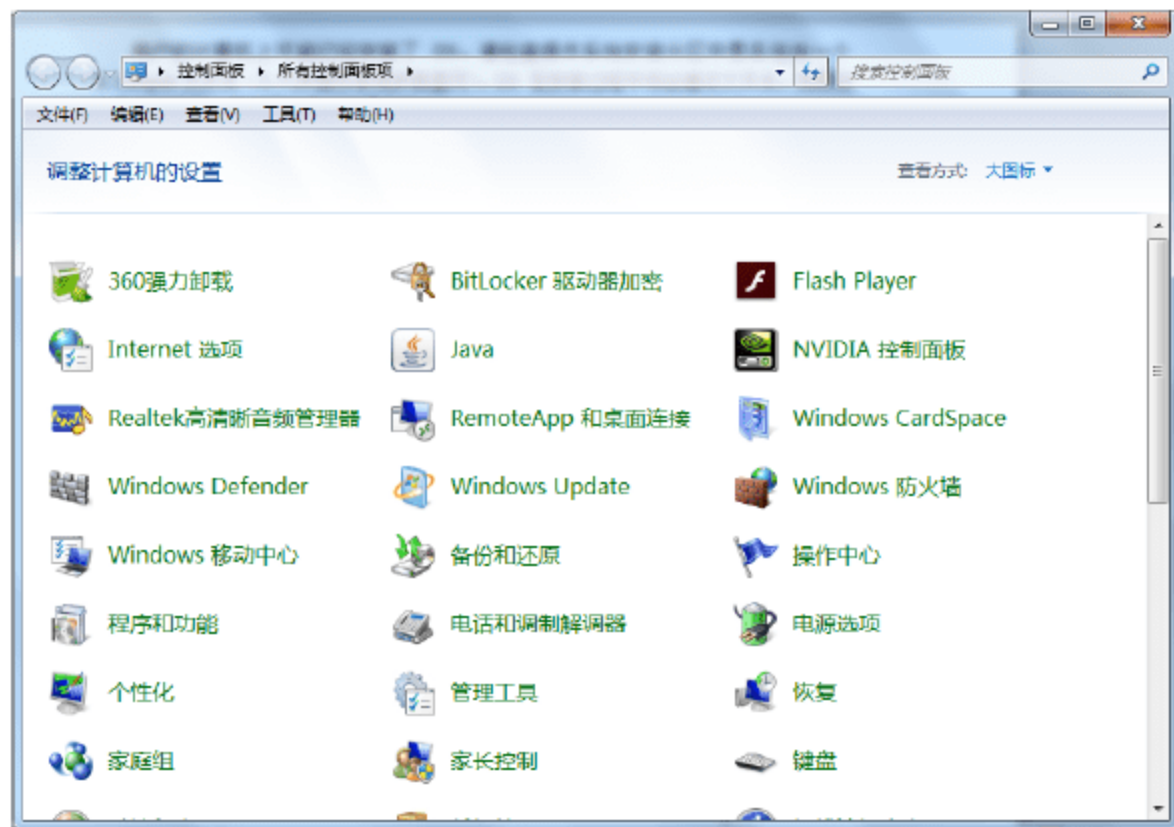 控制面板 所有控制面板项 搜索控制面板
文件(F) 编辑(E) 查看(V) 工具(T) 帮助(H)
调整计算机的设置 查看方式: 大图标
360强力卸载 BitLocker 驱动器加密 Flash Player
Internet 选项 Java NVIDIA 控制面板
Realtek高清晰音频管理器 RemoteApp 和桌面连接 Windows CardSpace
Windows Defender Windows Update Windows 防火墙
Windows 移动中心 备份和还原 操作中心
程序和功能 电话和调制解调器 电源选项
个性化 管理工具 恢复
家庭组 家长控制 键盘